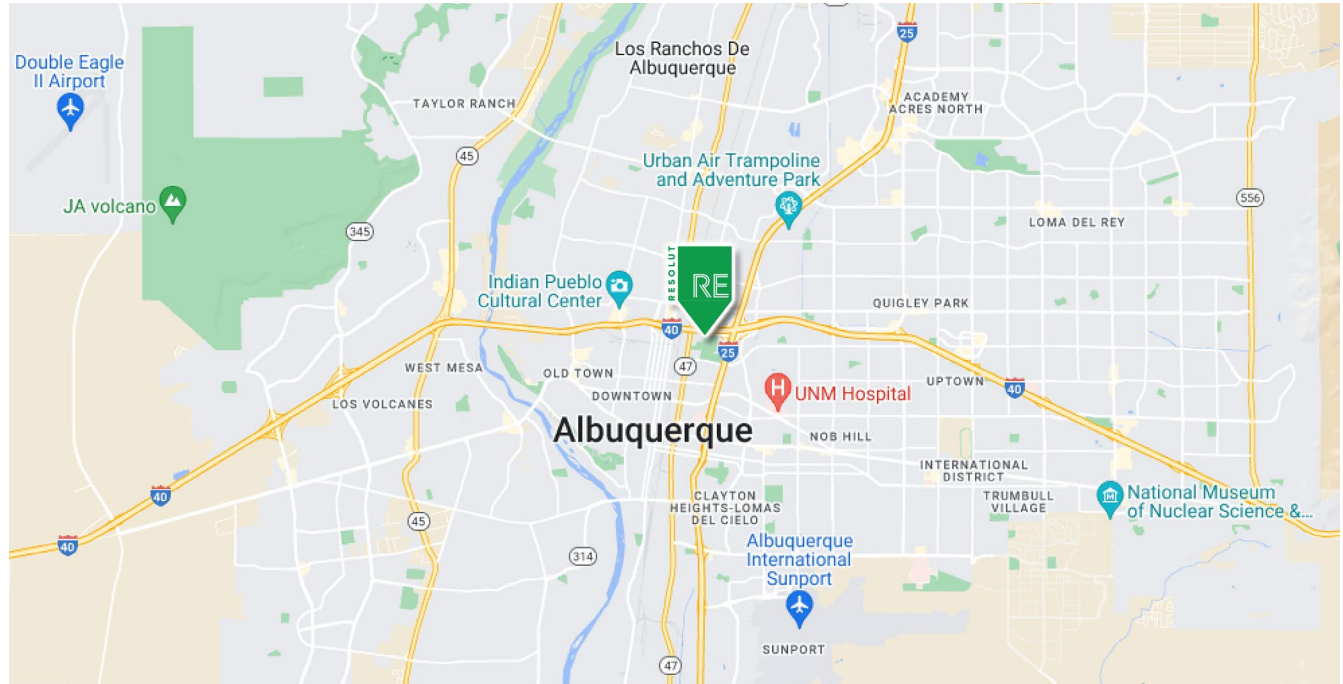 Double Eagle
II Airport
Los Ranchos De
Albuquerque
25
TAYLOR RANCH
ACADEMY
ACRES NORTH
45
Urban Air Trampoline
and Adventure Park
JA volcano
345
556
LOMA DEL REY
RESOLUT
RE
Indian Pueblo
Cultural Center
QUIGLEY PARK
40
25
47
WEST MESA
OLD TOWN
DOWNTOWN
UPTOWN
40
LOS VOLCANES
H
UNM Hospital
Albuquerque
NOB HILL
INTERNATIONAL
DISTRICT
40
CLAYTON
HEIGHTS-LOMAS
DEL CIELO
TRUMBULL
VILLAGE
National Museum
of Nuclear Science &...
45
40
314
Albuquerque
International
Sunport
SUNPORT
47